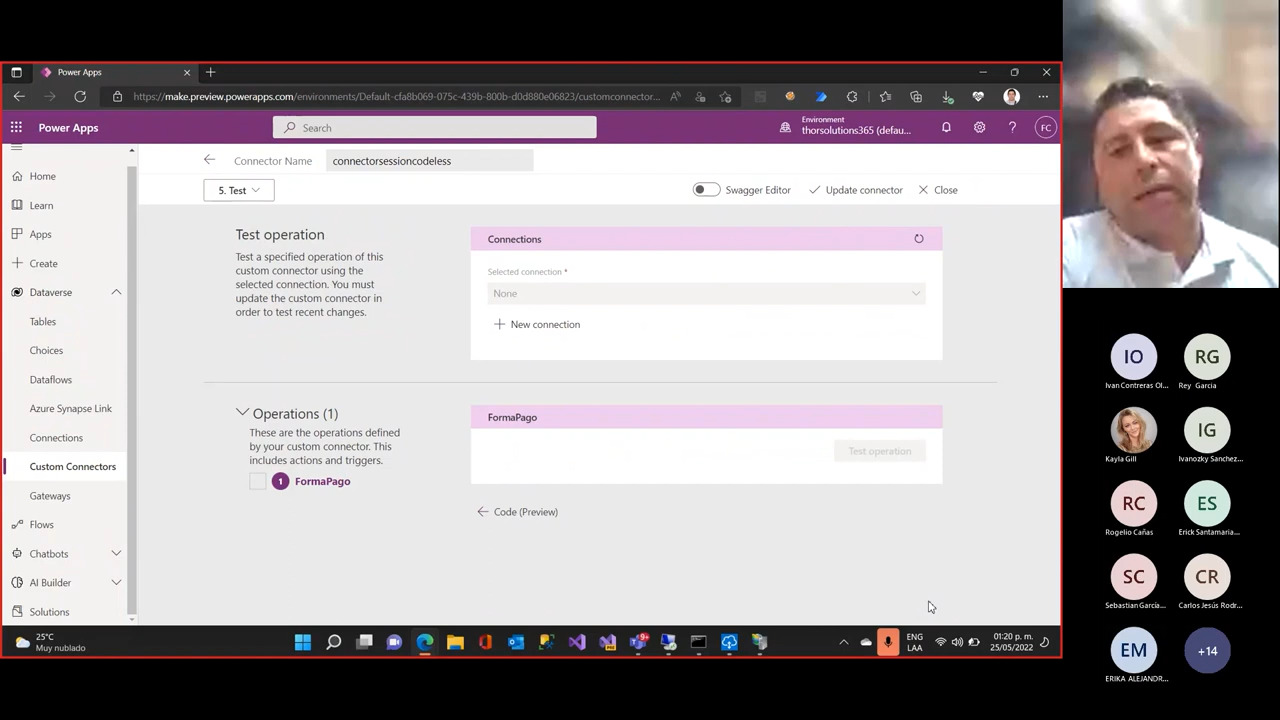 Power Apps
https://make.preview.powerapps.com/environments/Default-cfa8b069-075c-439b-800b-d0d880e06823/customconnector...
Power Apps
Search
Environment
thorsolutions365 (defau...
FC
Connector Name
connectorsessioncodeless
5. Test
Swagger Editor
Update connector
Close
Home
Learn
Apps
Create
Dataverse
Tables
Choices
Dataflows
Azure Synapse Link
Connections
Custom Connectors
Gateways
Flows
Chatbots
AI Builder
Solutions
Test operation
Test a specified operation of this
custom connector using the
selected connection. You must
update the custom connector in
order to test recent changes.
Connections
Selected connection *
None
New connection
Operations (1)
These are the operations defined
by your custom connector. This
includes actions and triggers.
1 FormaPago
FormaPago
Test operation
Code (Preview)
25°C
Muy nublado
9+
ENG
LAA
01:20 p. m.
25/05/2022
IO
Ivan Contreras Ol...
RG
Rey Garcia
Kayla Gill
IG
Ivanozky Sanchez...
RC
Rogelio Cañas
ES
Erick Santamaria...
SC
Sebastian Garcia...
CR
Carlos Jesús Rodr...
EM
ERIKA ALEJANDR...
+14